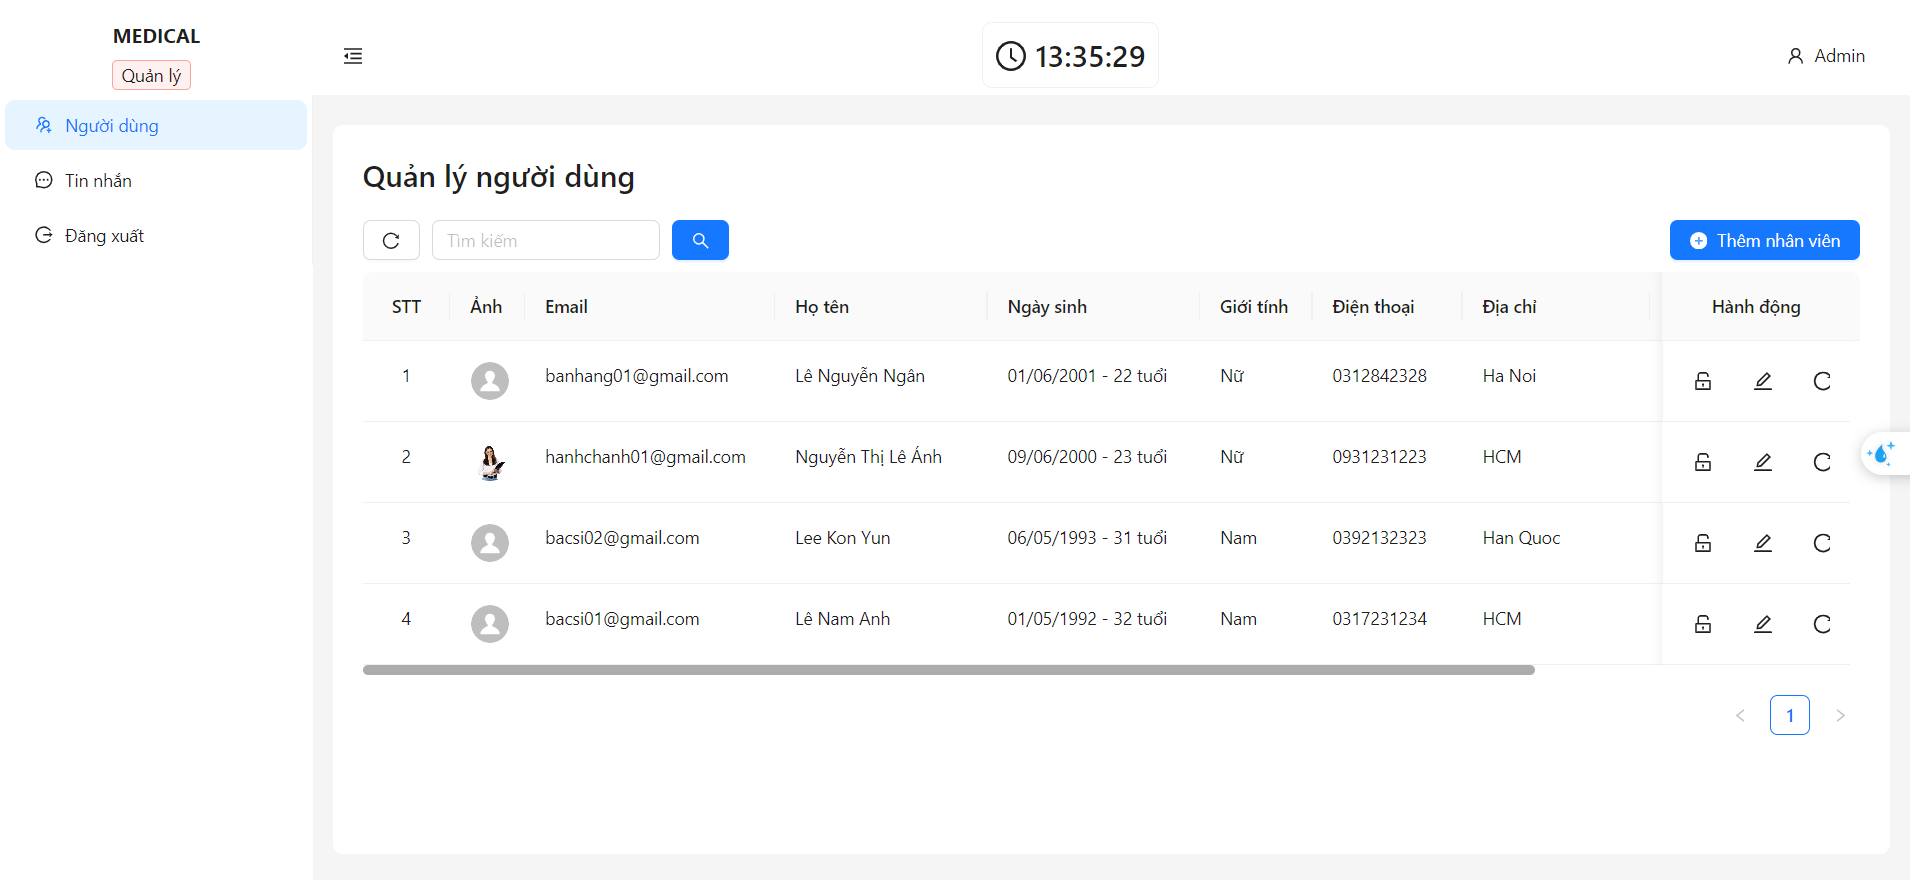 MEDICAL
Quản lý
Người dùng
Tin nhắn
Đăng xuất
13:35:29
Admin
Quản lý người dùng
Tìm kiếm
Thêm nhân viên
STT Ảnh Email Họ tên Ngày sinh Giới tính Điện thoại Địa chỉ Hành động
1 banhang01@gmail.com Lê Nguyễn Ngân 01/06/2001 - 22 tuổi Nữ 0312842328 Ha Noi
2 hanhchanh01@gmail.com Nguyễn Thị Lê Ánh 09/06/2000 - 23 tuổi Nữ 0931231223 HCM
3 bacsi02@gmail.com Lee Kon Yun 06/05/1993 - 31 tuổi Nam 0392132323 Han Quoc
4 bacsi01@gmail.com Lê Nam Anh 01/05/1992 - 32 tuổi Nam 0317231234 HCM
1